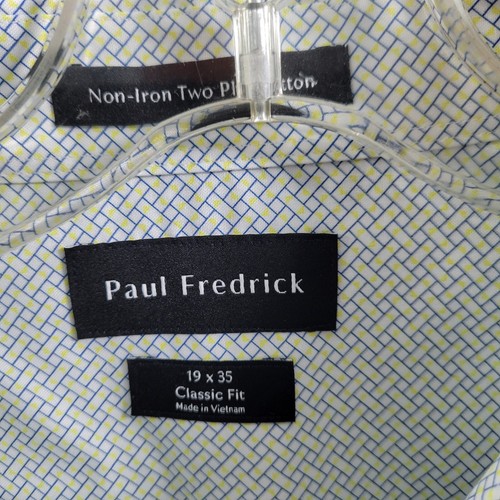 Non-Iron Two
Paul Fredrick
19 x 35
Classic Fit
Made in Vietnam